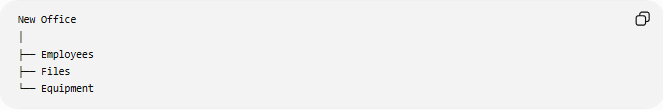 New Office
│
├── Employees
├── Files
└── Equipment